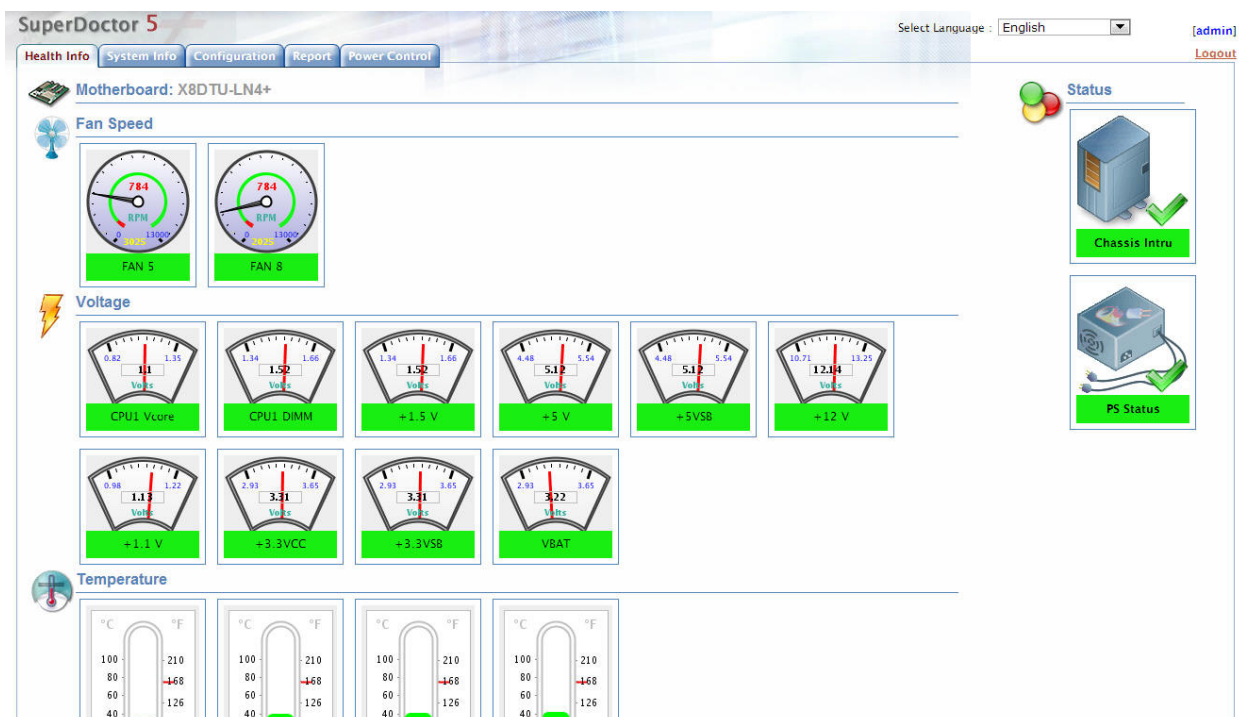 SuperDoctor 5
Select Language : English
[admin]
Logout
Health Info System Info Configuration Report Power Control
Motherboard: X8DTU-LN4+
Status
Fan Speed
784 784
RPM RPM
0 13000 0 13000
3025 3025
FAN 5 FAN 8
Chassis Intru
Voltage
0.82 1.35 1.34 1.66 1.34 1.66 4.48 5.54 4.48 5.54 10.71 13.25
1.1 1.52 1.52 5.12 5.12 12.14
Volts Volts Volts Volts Volts Volts
CPU1 Vcore CPU1 DIMM +1.5 V +5 V +5VSB +12 V
PS Status
0.98 1.22 2.93 3.65 2.93 3.65 2.93 3.65
1.13 3.31 3.31 3.22
Volts Volts Volts Volts
+1.1 V +3.3VCC +3.3VSB VBAT
Temperature
°C °F °C °F °C °F °C °F
100 210 100 210 100 210 100 210
80 168 80 168 80 168 80 168
60 60 60 60
126 126 126 126
40 40 40 40